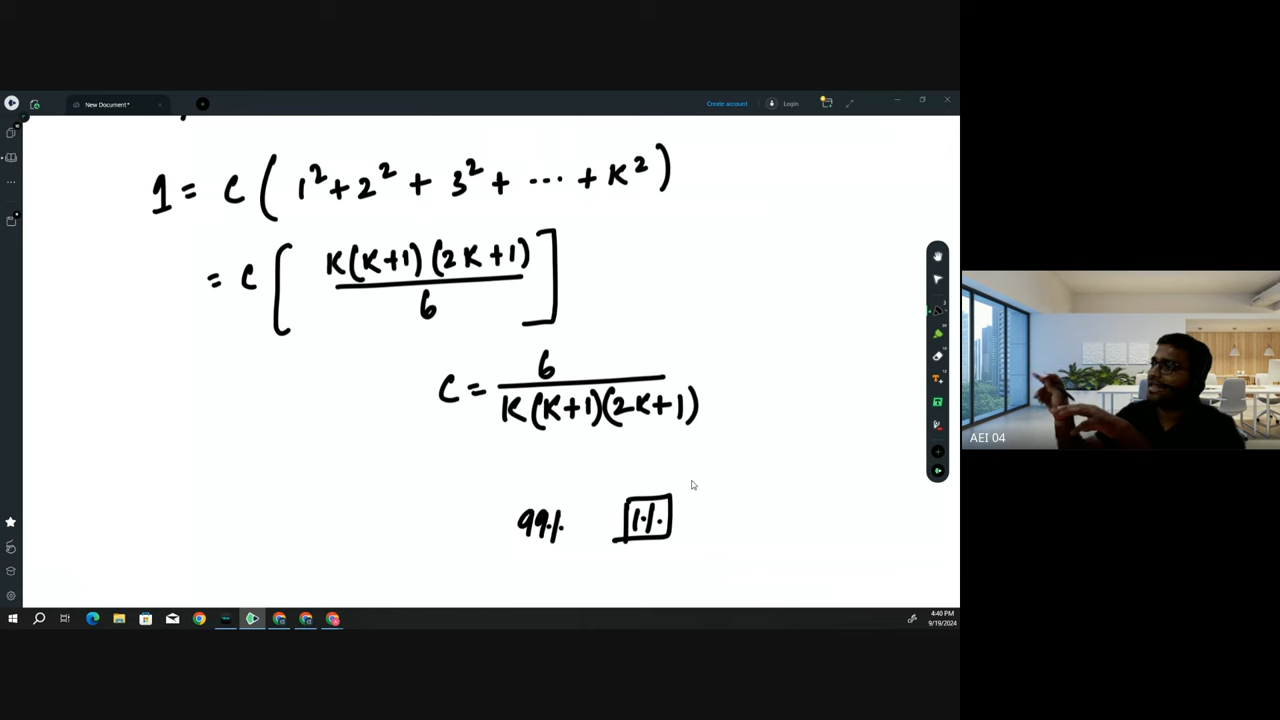 New Document*
Create account
Login
1 = C ( 1² + 2² + 3² + ... + K² )
= C [ K(K+1)(2K+1) / 6 ]
C = 6 / K(K+1)(2K+1)
99% 1%
AEI 04
4:40 PM
9/19/2024